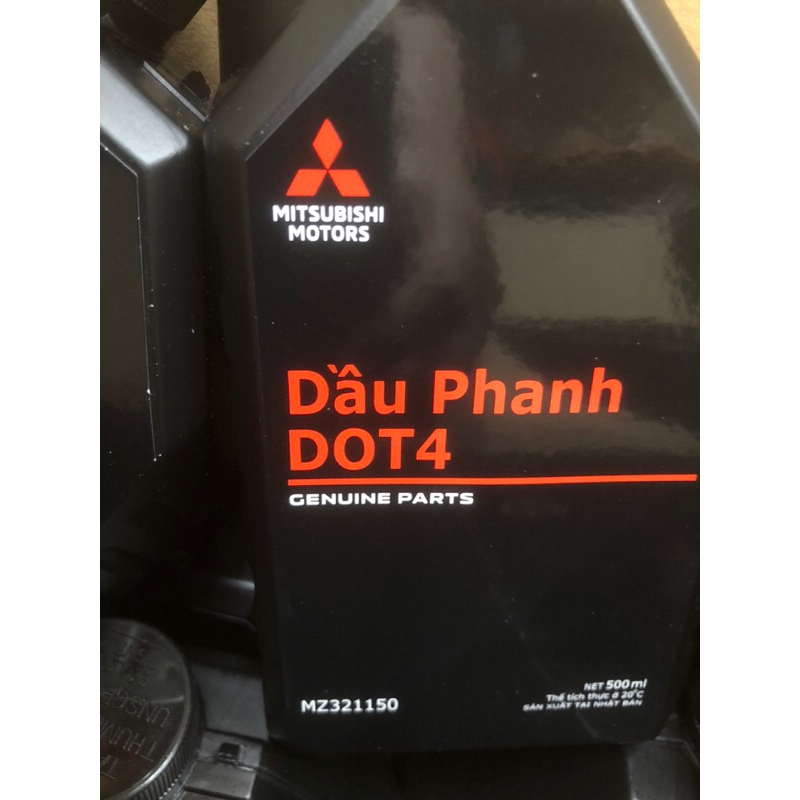 MITSUBISHI
MOTORS
Dầu Phanh
DOT4
GENUINE PARTS
MZ321150
NET 500ml
Thể tích thực ở 20°C
SẢN XUẤT TẠI NHẬT BẢN